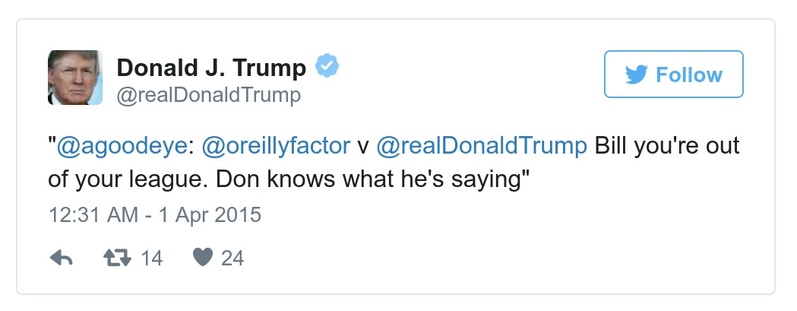 Donald J. Trump
@realDonaldTrump
Follow
"@agoodeye: @oreillyfactor v @realDonaldTrump Bill you're out
of your league. Don knows what he's saying"
12:31 AM - 1 Apr 2015
14 24